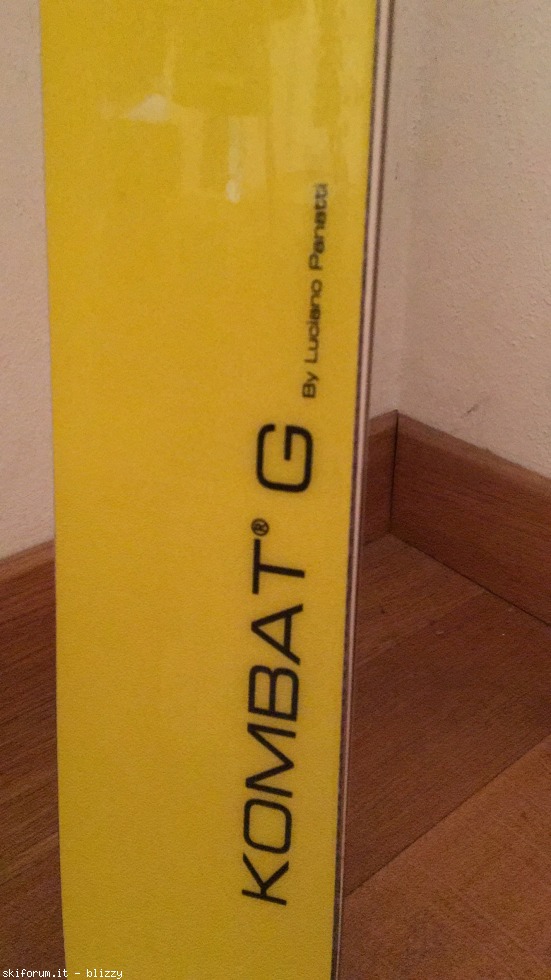 KOMBAT® G
By Luciano Panatti
skiforum.it - blizzy